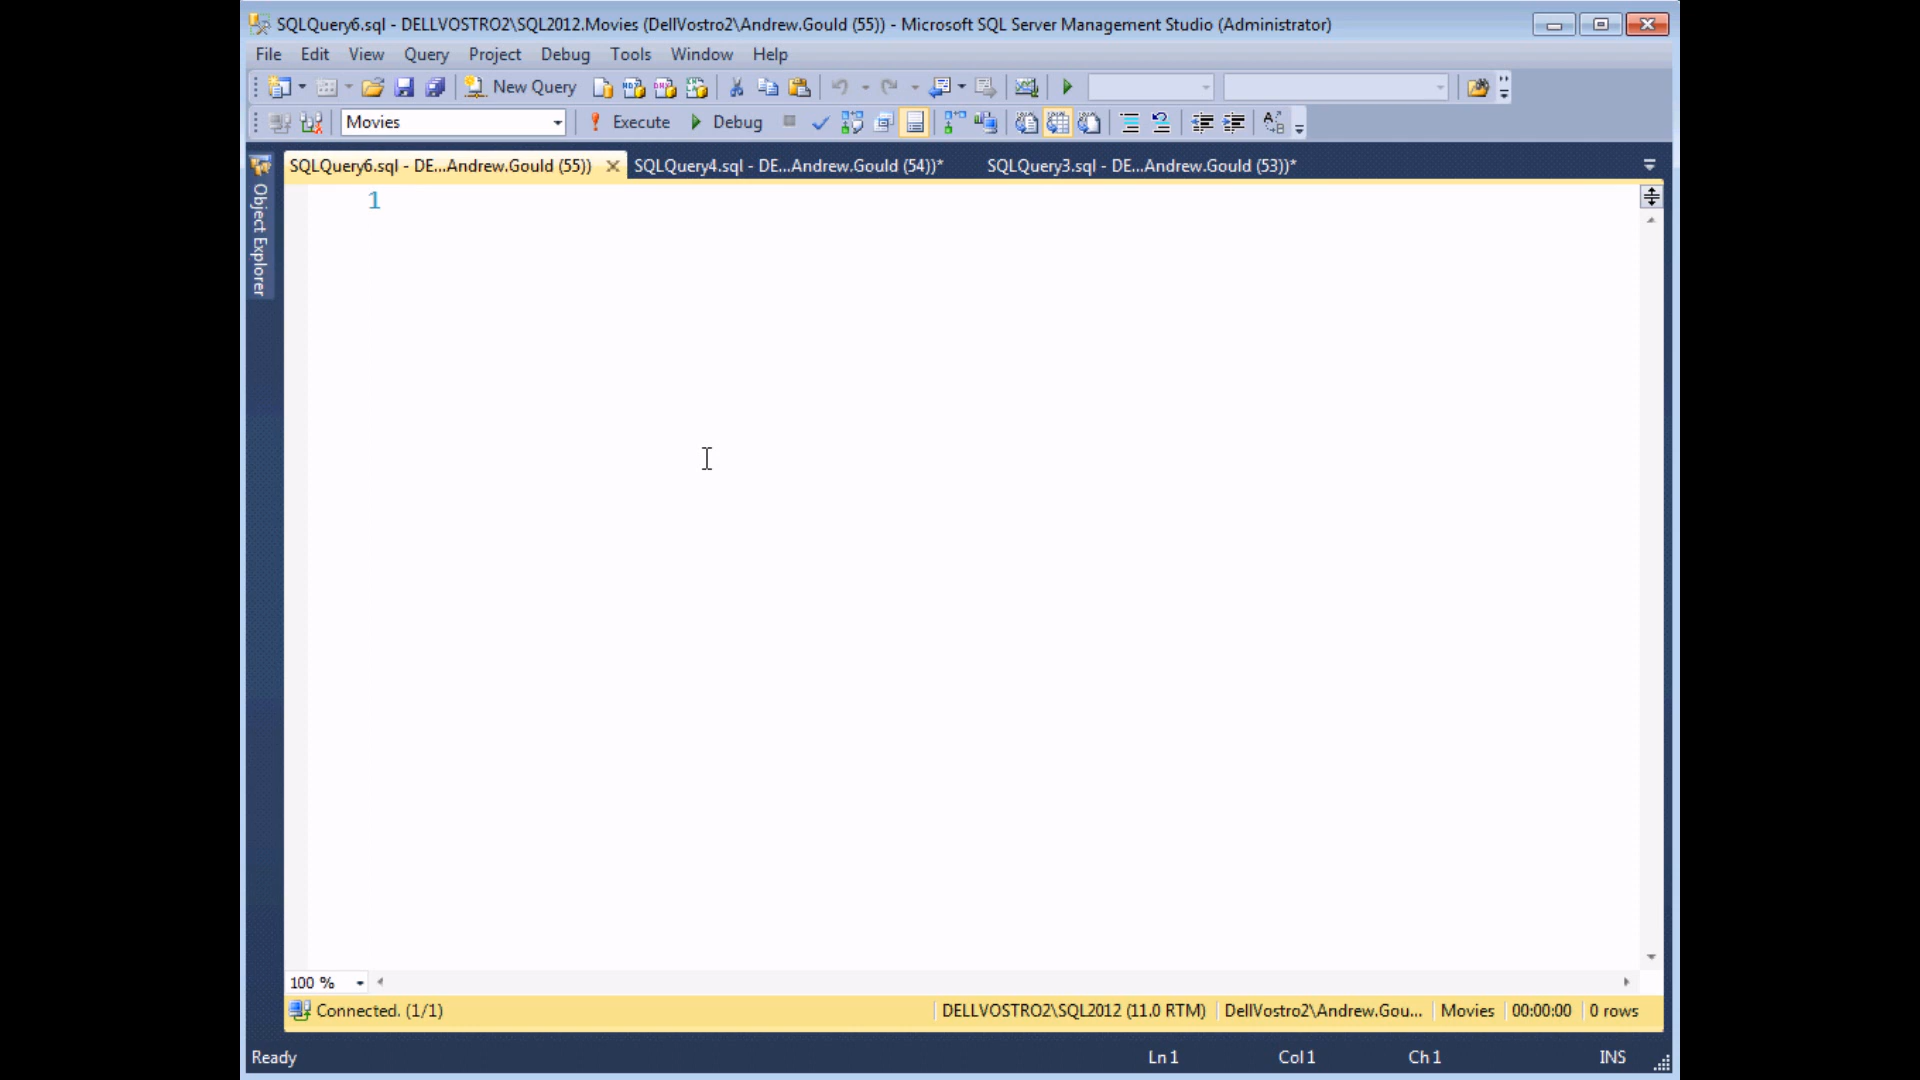 SQLQuery6.sql - DELLVOSTRO2\SQL2012.Movies (DellVostro2\Andrew.Gould (55)) - Microsoft SQL Server Management Studio (Administrator)
File Edit View Query Project Debug Tools Window Help
New Query
Movies Execute Debug
SQLQuery6.sql - DE...Andrew.Gould (55)) SQLQuery4.sql - DE...Andrew.Gould (54))* SQLQuery3.sql - DE...Andrew.Gould (53))*
Object Explorer
1
100 %
Connected. (1/1) DELLVOSTRO2\SQL2012 (11.0 RTM) DellVostro2\Andrew.Gou... Movies 00:00:00 0 rows
Ready Ln 1 Col 1 Ch 1 INS